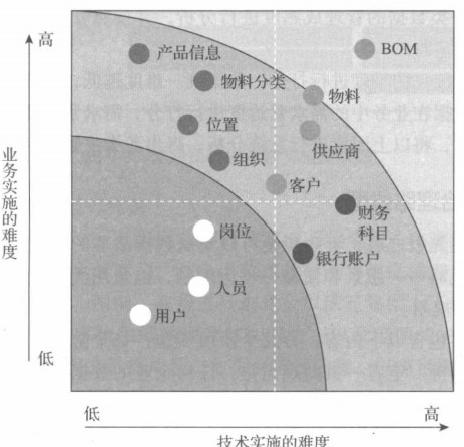 高
产品信息
BOM
物料分类
物料
位置
供应商
组织
客户
业务实施的难度
财务
科目
岗位
银行账户
人员
用户
低
低
高
技术实施的难度